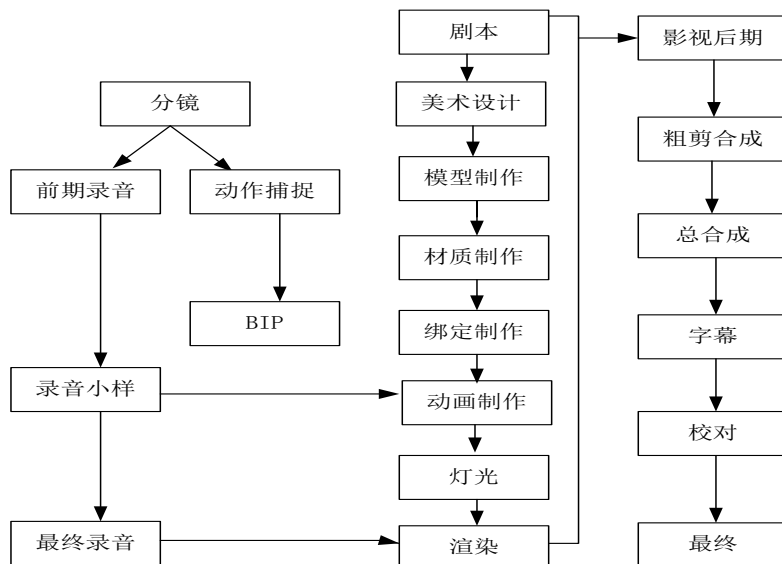 剧本
影视后期
分镜
美术设计
粗剪合成
前期录音
动作捕捉
模型制作
材质制作
总合成
BIP
绑定制作
字幕
录音小样
动画制作
校对
灯光
最终录音
渲染
最终